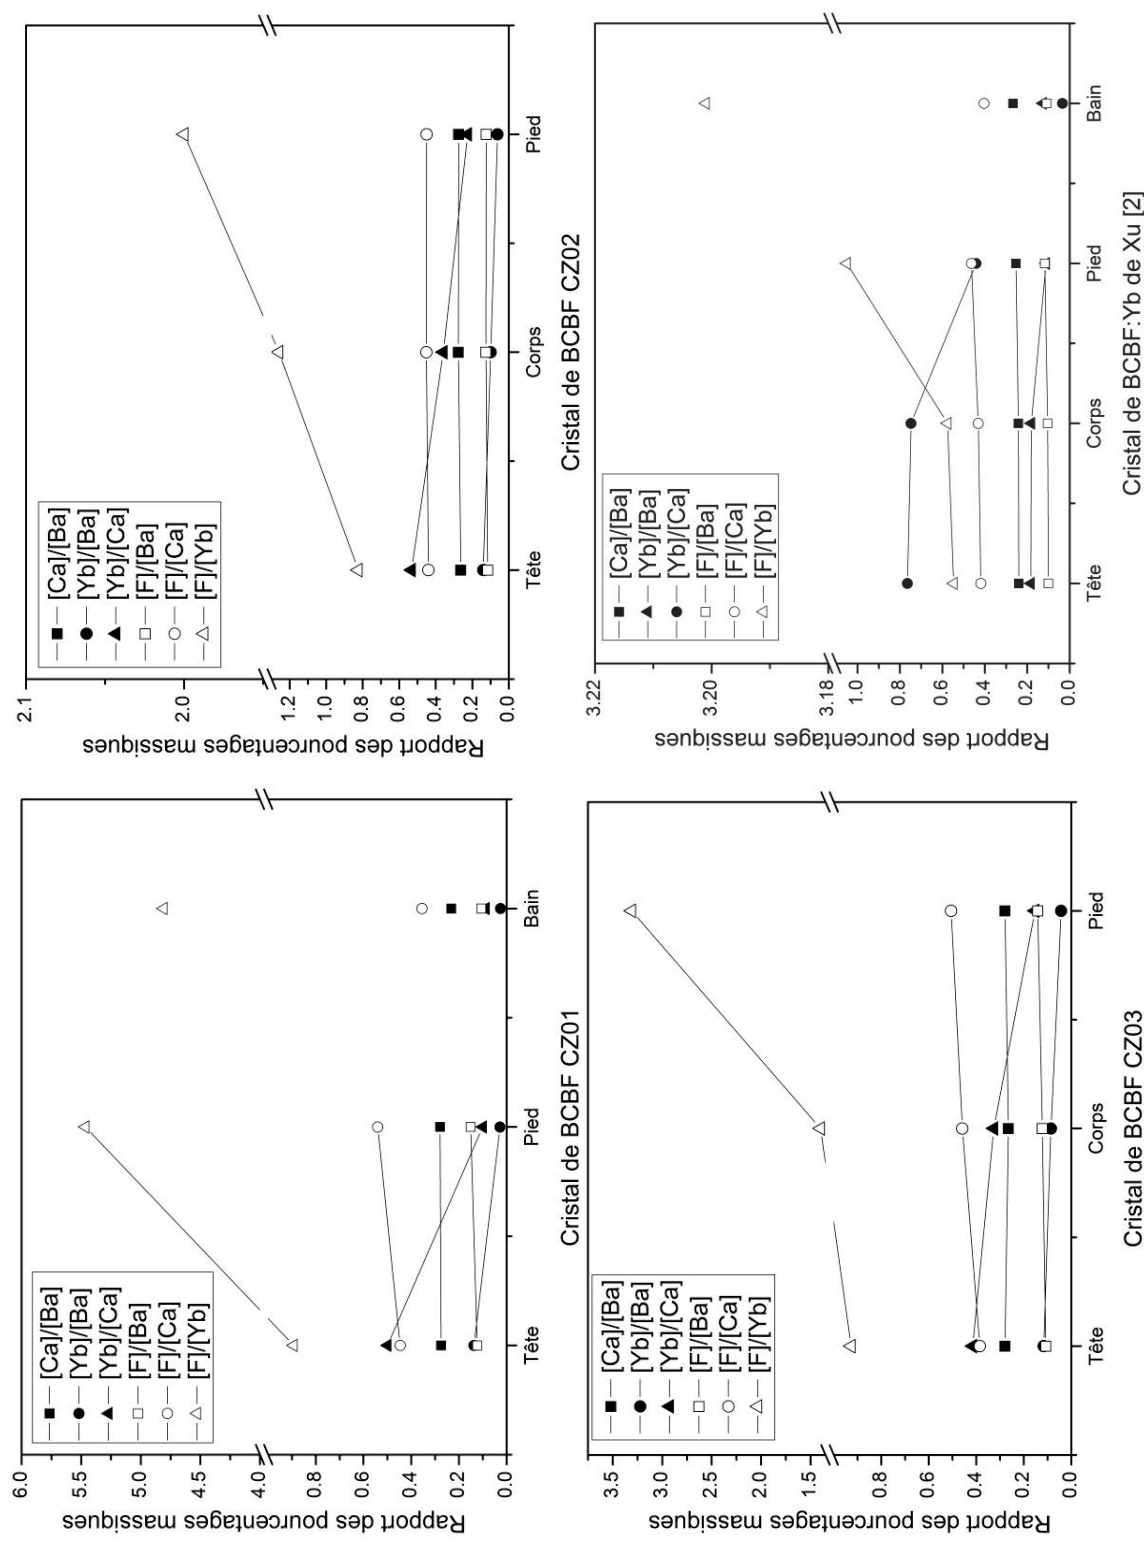 6.0
5.0
4.5
4.0
0.8
0.6
0.4
0.2
0.0
Rapport des pourcentages massiques
[Ca]/[Ba]
[Yb]/[Ba]
[Yb]/[Ca]
[F]/[Ba]
[F]/[Ca]
[F]/[Yb]
Tête Pied Bain
Cristal de BCBF CZ01
2.1
2.0
1.2
1.0
0.8
0.6
0.4
0.2
0.0
Rapport des pourcentages massiques
[Ca]/[Ba]
[Yb]/[Ba]
[Yb]/[Ca]
[F]/[Ba]
[F]/[Ca]
[F]/[Yb]
Tête Corps Pied
Cristal de BCBF CZ02
3.5
3.0
2.5
2.0
1.5
0.8
0.6
0.4
0.2
0.0
Rapport des pourcentages massiques
[Ca]/[Ba]
[Yb]/[Ba]
[Yb]/[Ca]
[F]/[Ba]
[F]/[Ca]
[F]/[Yb]
Tête Corps Pied
Cristal de BCBF CZ03
3.22
3.20
3.18
1.0
0.8
0.6
0.4
0.2
0.0
Rapport des pourcentages massiques
[Ca]/[Ba]
[Yb]/[Ba]
[Yb]/[Ca]
[F]/[Ba]
[F]/[Ca]
[F]/[Yb]
Tête Corps Pied Bain
Cristal de BCBF:Yb de Xu [2]